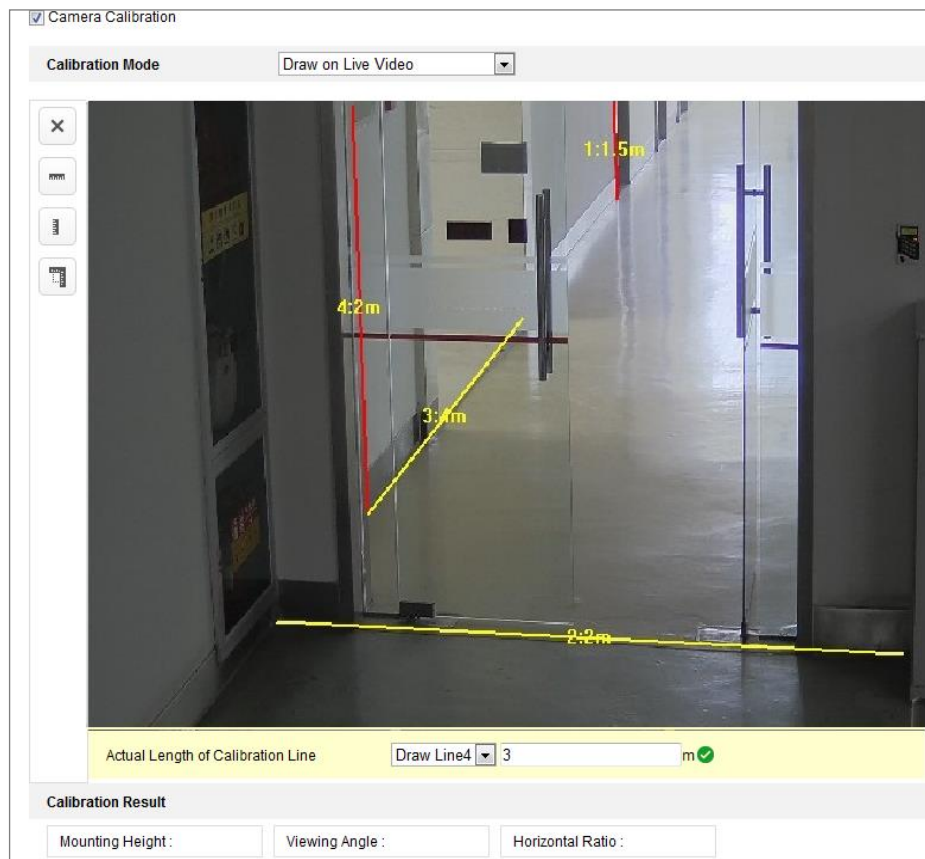 Camera Calibration
Calibration Mode
Draw on Live Video
1:1.5m
4:2m
3:4m
2:2m
Actual Length of Calibration Line
Draw Line4
3
m
Calibration Result
Mounting Height :
Viewing Angle :
Horizontal Ratio :